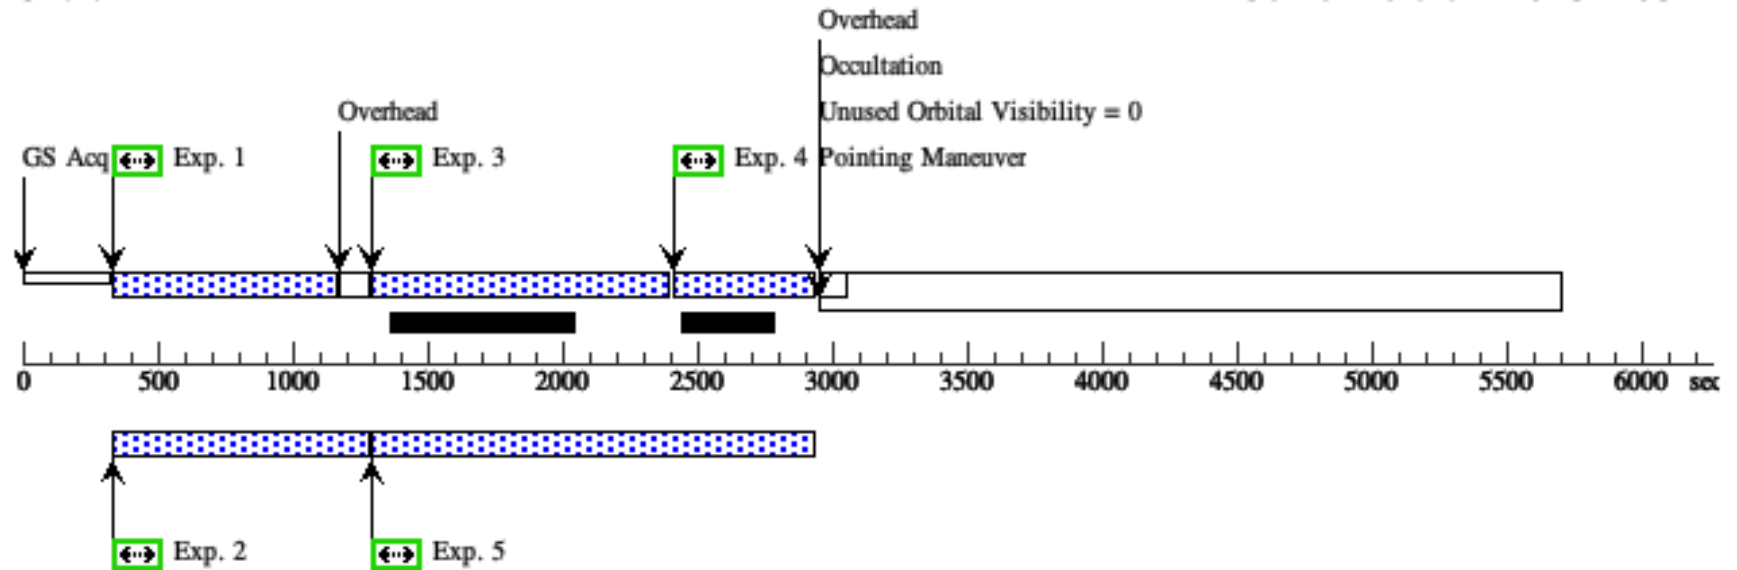 Overhead
Occultation
Overhead Unused Orbital Visibility = 0
GS Acq Exp. 1 Exp. 3 Exp. 4 Pointing Maneuver
0 500 1000 1500 2000 2500 3000 3500 4000 4500 5000 5500 6000 sec
Exp. 2 Exp. 5